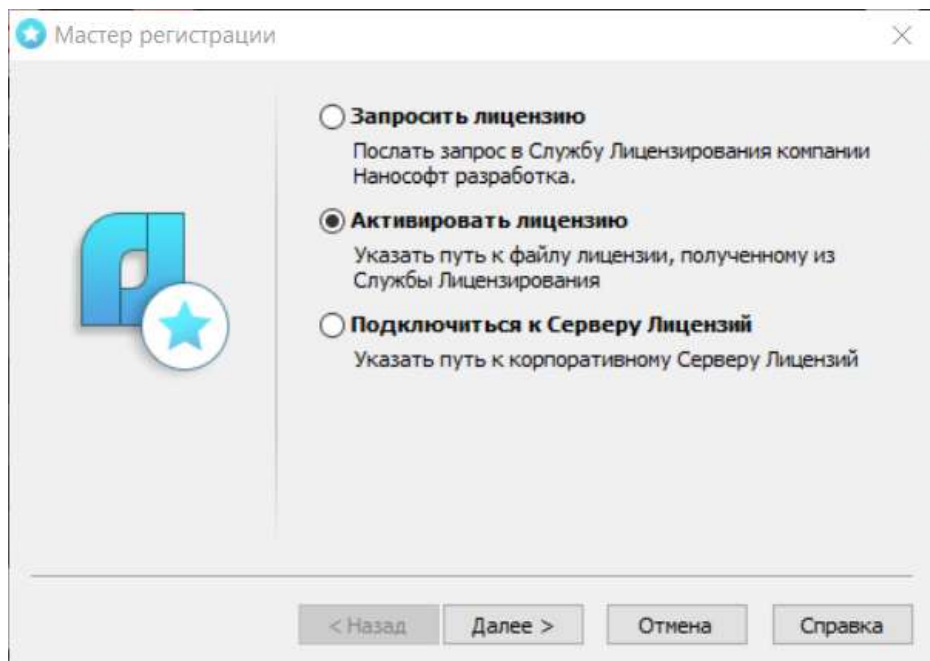 Мастер регистрации
Запросить лицензию
Послать запрос в Службу Лицензирования компании
Нанософт разработка.
Активировать лицензию
Указать путь к файлу лицензии, полученному из
Службы Лицензирования
Подключиться к Серверу Лицензий
Указать путь к корпоративному Серверу Лицензий
< Назад
Далее >
Отмена
Справка